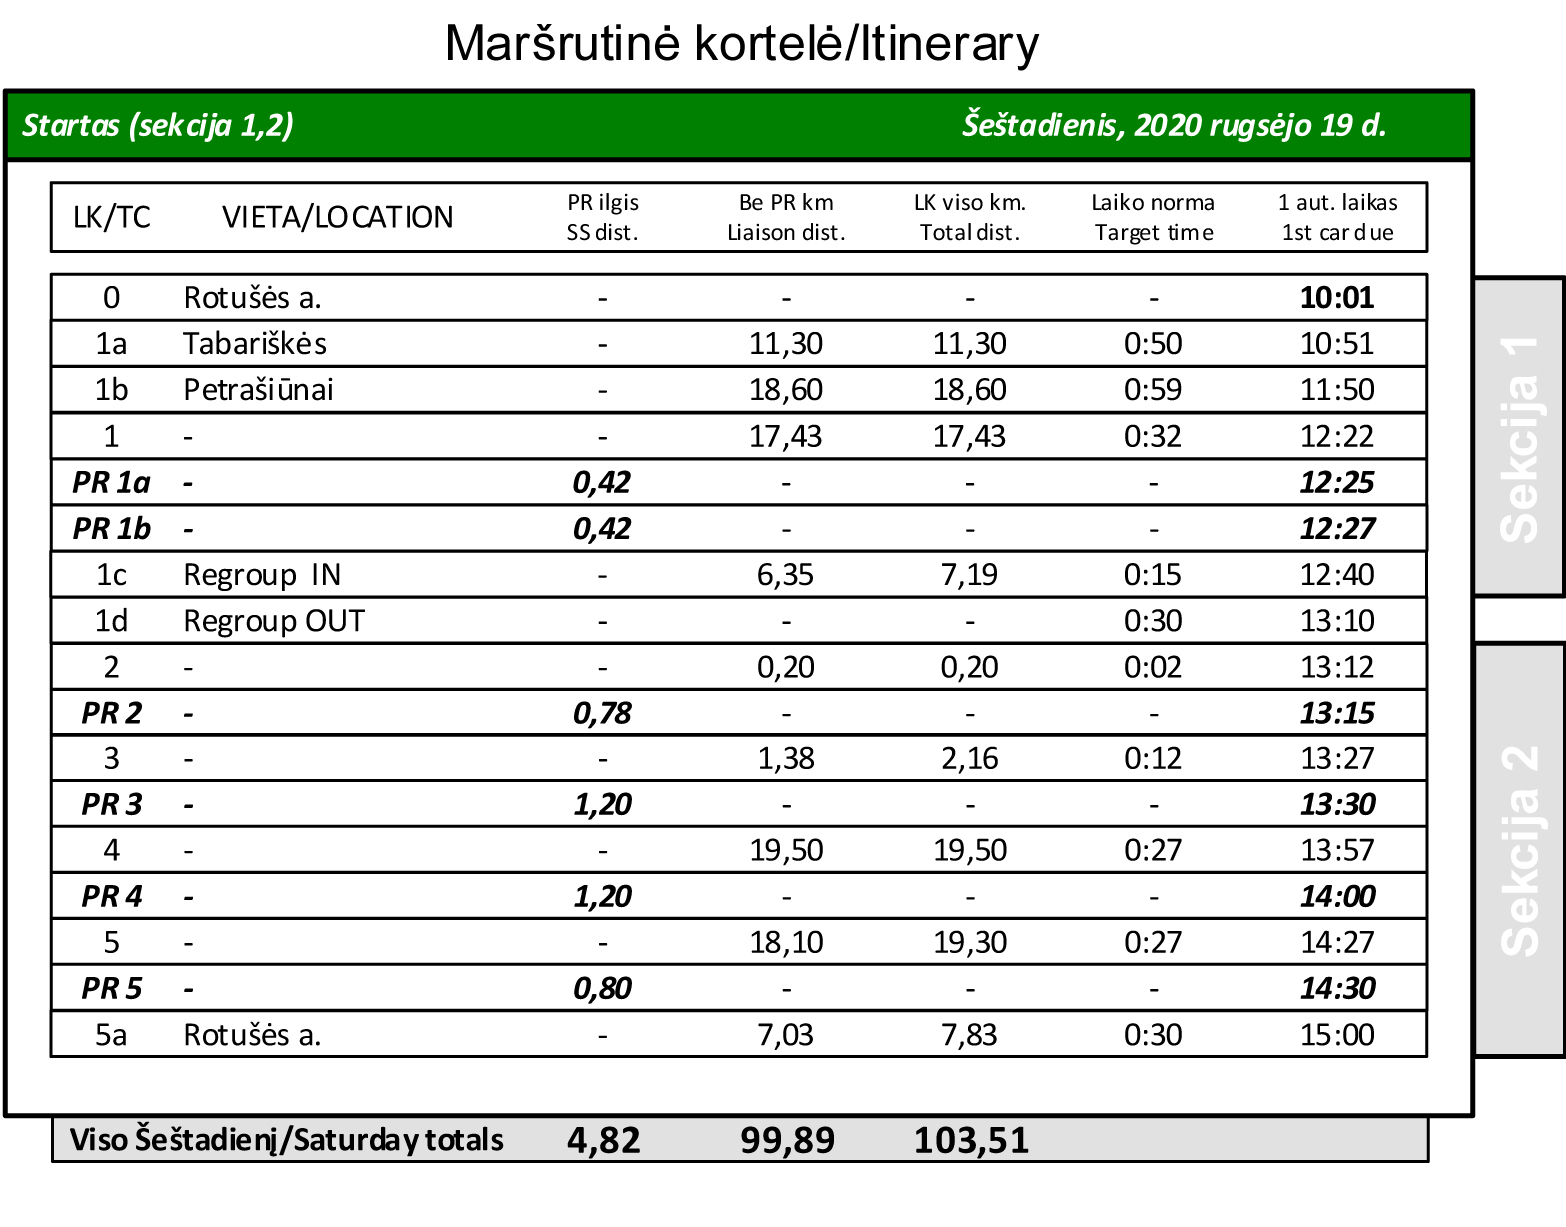 Maršrutinė kortelė/Itinerary
Startas (sekcija 1,2) Šeštadienis, 2020 rugsėjo 19 d.
LK/TC VIETA/LOCATION PR ilgis SS dist. Be PR km Liaison dist. LK viso km. Total dist. Laiko norma Target time 1 aut. laikas 1st car due
0 Rotušės a. - - - - 10:01
1a Tabariškės - 11,30 11,30 0:50 10:51
1b Petrašiūnai - 18,60 18,60 0:59 11:50
1 - - 17,43 17,43 0:32 12:22
PR 1a - 0,42 - - - 12:25
PR 1b - 0,42 - - - 12:27
1c Regroup IN - 6,35 7,19 0:15 12:40
1d Regroup OUT - - - 0:30 13:10
2 - - 0,20 0,20 0:02 13:12
PR 2 - 0,78 - - - 13:15
3 - - 1,38 2,16 0:12 13:27
PR 3 - 1,20 - - - 13:30
4 - - 19,50 19,50 0:27 13:57
PR 4 - 1,20 - - - 14:00
5 - - 18,10 19,30 0:27 14:27
PR 5 - 0,80 - - - 14:30
5a Rotušės a. - 7,03 7,83 0:30 15:00
Viso Šeštadienį/Saturday totals 4,82 99,89 103,51
Sekcija 1
Sekcija 2